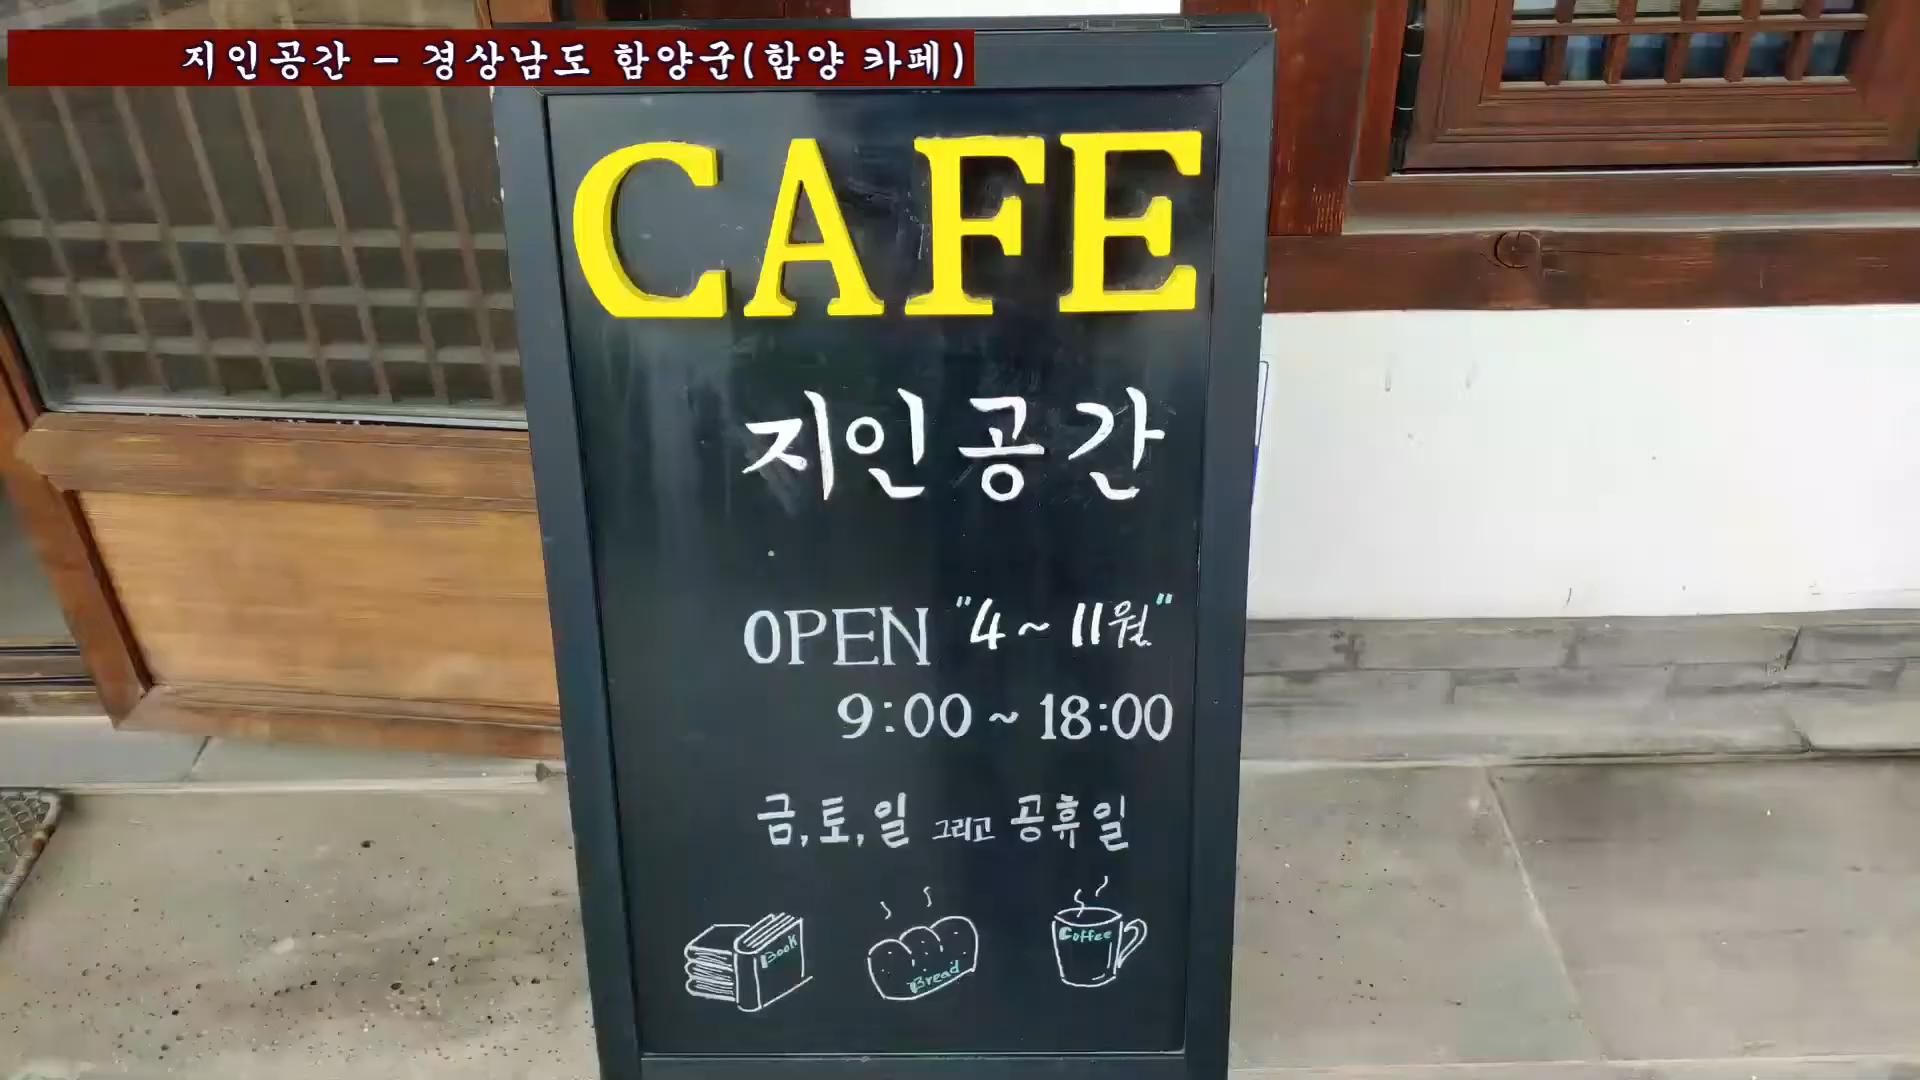 지인공간 - 경상남도 함양군(함양 카페)
CAFE
지인공간
OPEN "4 ~ 11월"
9:00 ~ 18:00
금,토,일 그리고 공휴일
Book
Bread
Coffee